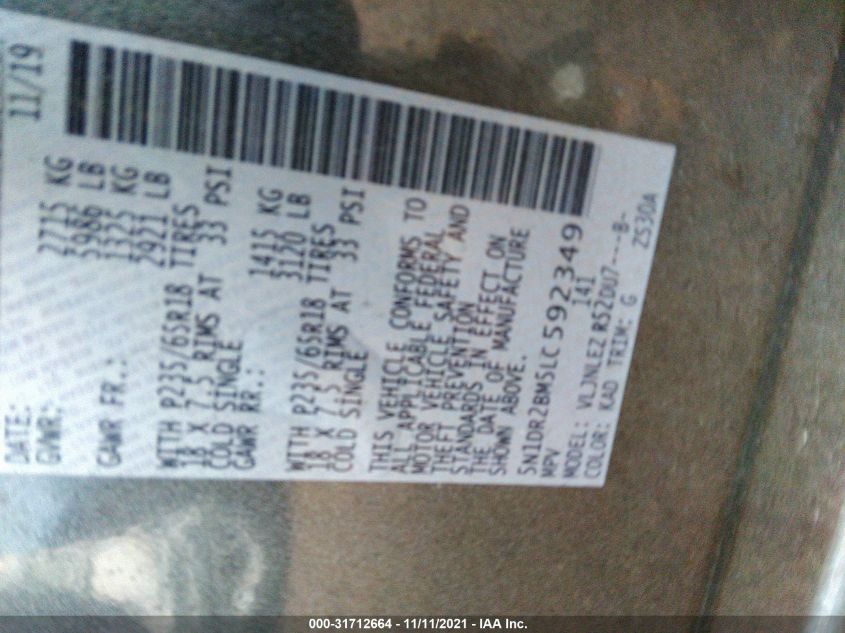 DATE: 11/19
GVWR: 2715 KG
5986 LB
GAWR FR.: 1325 KG
2921 LB
WITH P235/65R18 TIRES
18 X 7.5 RIMS AT 33 PSI
COLD SINGLE
GAWR RR.: 1415 KG
3120 LB
WITH P235/65R18 TIRES
18 X 7.5 RIMS AT 33 PSI
COLD SINGLE
THIS VEHICLE CONFORMS TO
ALL APPLICABLE FEDERAL
MOTOR VEHICLE SAFETY AND
THEFT PREVENTION
STANDARDS IN EFFECT ON
THE DATE OF MANUFACTURE
SHOWN ABOVE.
5N1DR2BM5LC592349
MPV 141
MODEL: VLJNLEZ R52DU7----B-
COLOR: KAD TRIM: G ZS30A
000-31712664 - 11/11/2021 - IAA Inc.